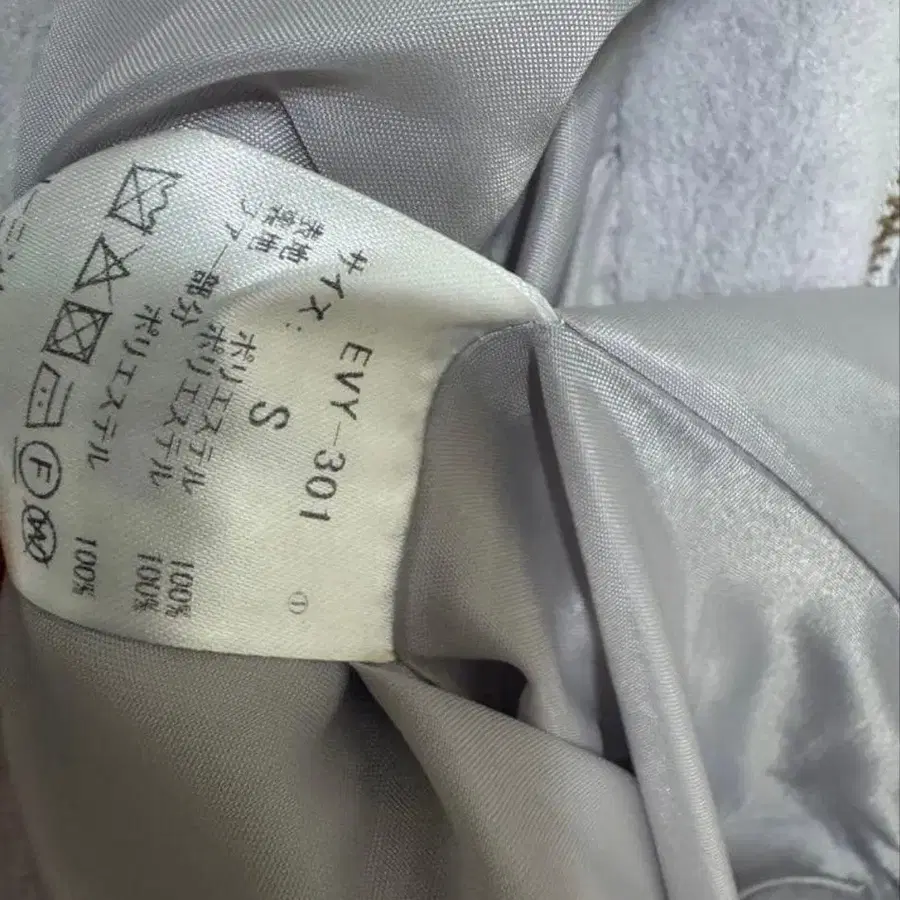 ①
EVY-301
サイズ: S
表地 ポリエステル 100%
裏地 ポリエステル 100%
ファー部分 ポリエステル 100%
F W